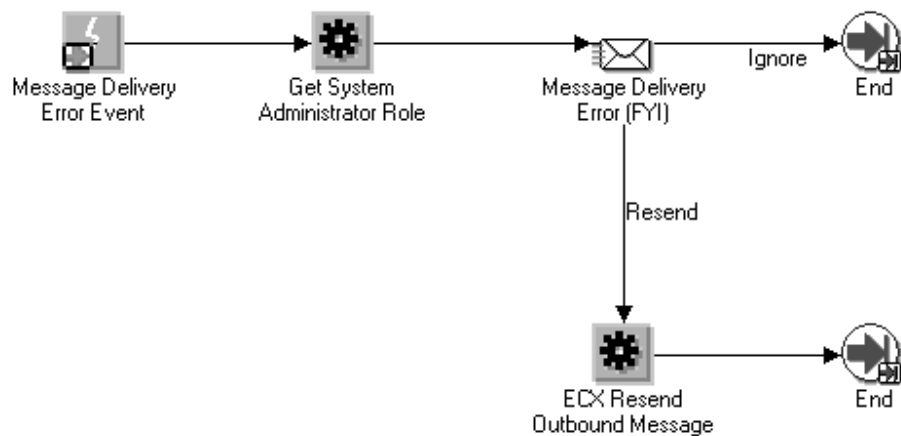 Ignore
Message Delivery
Error Event
Get System
Administrator Role
Message Delivery
Error (FYI)
End
Resend
ECX Resend
Outbound Message
End